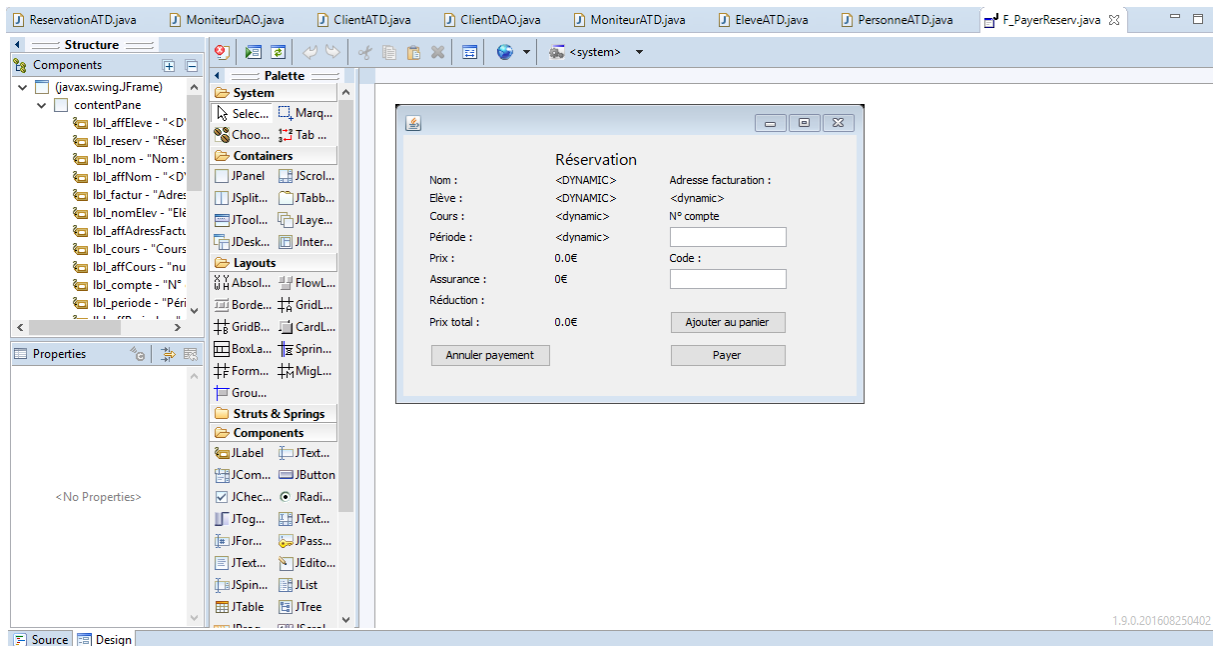 ReservationATD.java MoniteurDAO.java ClientATD.java ClientDAO.java MoniteurATD.java EleveATD.java PersonneATD.java F_PayerReserv.java
Structure
Components
(javax.swing.JFrame)
contentPane
lbl_affEleve - "<D
lbl_reserv - "Réser
lbl_nom - "Nom :
lbl_affNom - "<D
lbl_factur - "Adres
lbl_nomElev - "Elè
lbl_affAdressFactu
lbl_cours - "Cours
lbl_affCours - "nu
lbl_compte - "N°
lbl_periode - "Péri
Properties
<No Properties>
<system>
Palette
System
Selec... Marq...
Choo... Tab ...
Containers
JPanel JScrol...
JSplit... JTabb...
JTool... JLaye...
JDesk... JInter...
Layouts
Absol... FlowL...
Borde... GridL...
GridB... CardL...
BoxLa... Sprin...
Form... MigL...
Grou...
Struts & Springs
Components
JLabel JText...
JCom... JButton
JChec... JRadi...
JTog... JText...
JFor... JPass...
JText... JEdito...
JSpin... JList
JTable JTree
Réservation
Nom : <DYNAMIC> Adresse facturation :
Elève : <DYNAMIC> <dynamic>
Cours : <dynamic> N° compte
Période : <dynamic>
Prix : 0.0€ Code :
Assurance : 0€
Réduction :
Prix total : 0.0€ Ajouter au panier
Annuler payement Payer
1.9.0.201608250402
Source Design